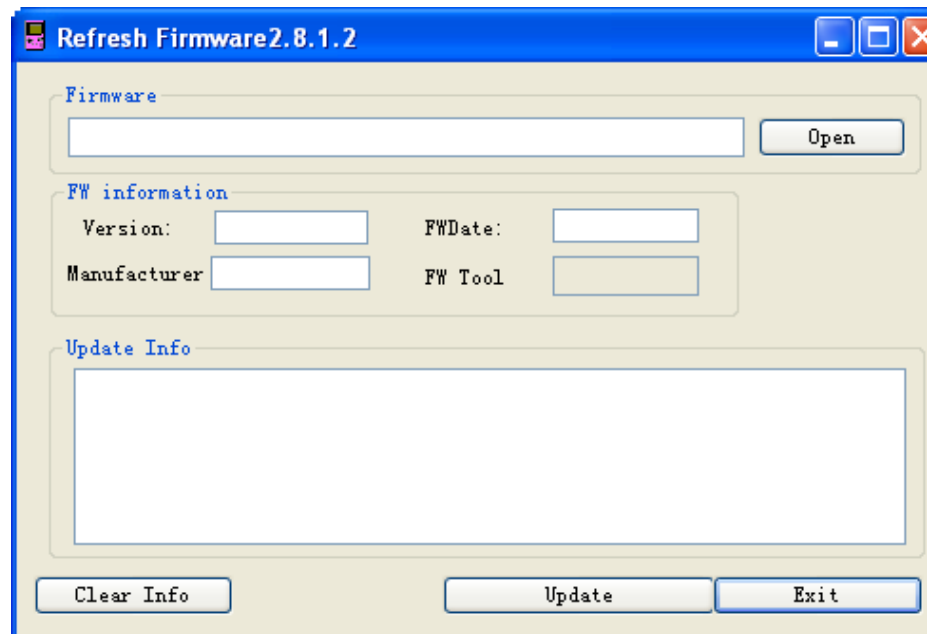 Refresh Firmware2.8.1.2
Firmware
Open
FW information
Version:
FWDate:
Manufacturer
FW Tool
Update Info
Clear Info
Update
Exit